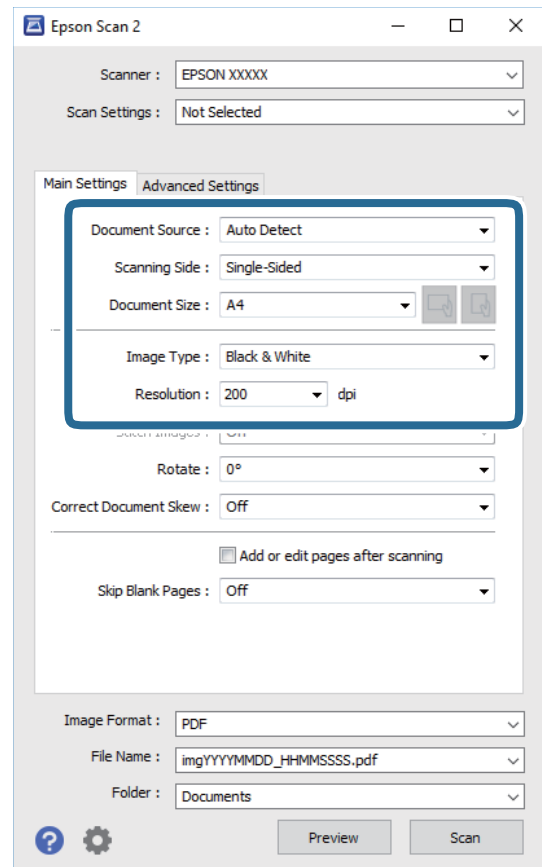 Epson Scan 2
Scanner : EPSON XXXXX
Scan Settings : Not Selected
Main Settings Advanced Settings
Document Source : Auto Detect
Scanning Side : Single-Sided
Document Size : A4
Image Type : Black & White
Resolution : 200 dpi
Rotate : 0°
Correct Document Skew : Off
Add or edit pages after scanning
Skip Blank Pages : Off
Image Format : PDF
File Name : imgYYYYMMDD_HHMMSSSS.pdf
Folder : Documents
? Preview Scan